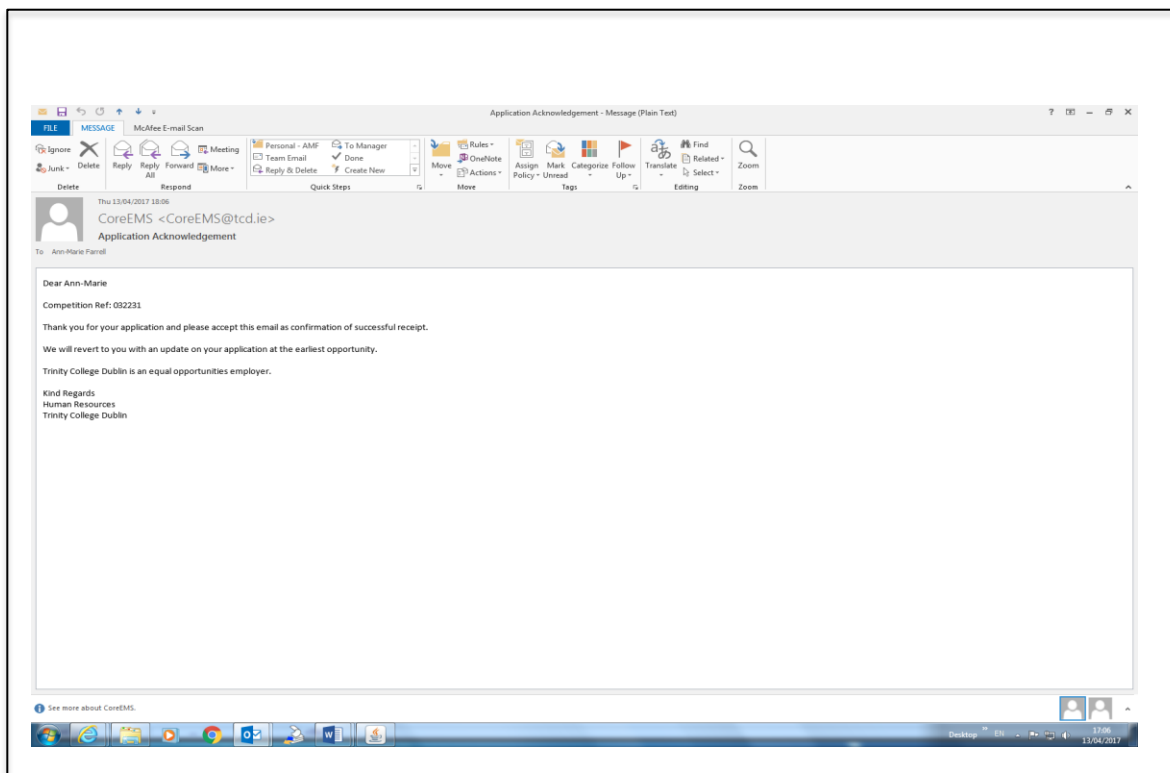 Application Acknowledgement - Message (Plain Text)
FILE MESSAGE McAfee E-mail Scan
Ignore
Junk
Delete
Reply
Reply All
Forward
Meeting
More
Personal - AMF
Team Email
Reply & Delete
To Manager
Done
Create New
Move
Rules
OneNote
Actions
Assign Policy
Mark Unread
Categorize
Follow Up
Translate
Find
Related
Select
Zoom
Delete Respond Quick Steps Move Tags Editing Zoom
Thu 13/04/2017 18:06
CoreEMS <CoreEMS@tcd.ie>
Application Acknowledgement
To Ann-Marie Farrell
Dear Ann-Marie
Competition Ref: 032231
Thank you for your application and please accept this email as confirmation of successful receipt.
We will revert to you with an update on your application at the earliest opportunity.
Trinity College Dublin is an equal opportunities employer.
Kind Regards
Human Resources
Trinity College Dublin
See more about CoreEMS.
Desktop EN 17:06
13/04/2017